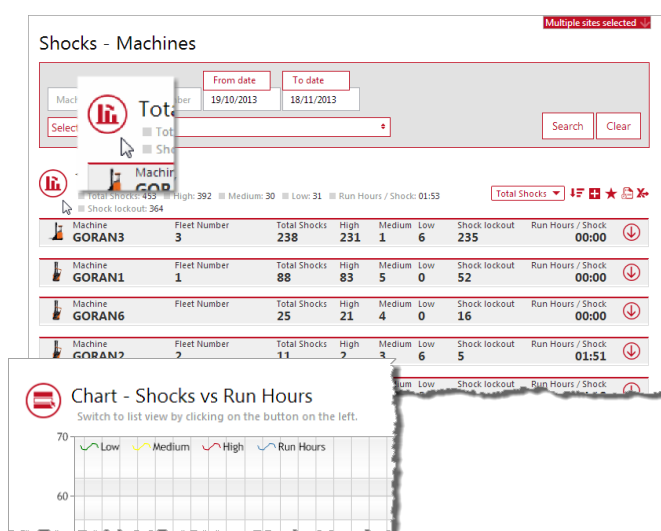 Multiple sites selected
Shocks - Machines
From date To date
Mac ber 19/10/2013 18/11/2013
Selec Search Clear
Tota
Tot
Sho
Machin
GOR
Total Shocks: 453 High: 392 Medium: 30 Low: 31 Run Hours / Shock: 01:53
Shock lockout: 364
Total Shocks
Machine Fleet Number Total Shocks High Medium Low Shock lockout Run Hours / Shock
GORAN3 3 238 231 1 6 235 00:00
Machine Fleet Number Total Shocks High Medium Low Shock lockout Run Hours / Shock
GORAN1 1 88 83 5 0 52 00:00
Machine Fleet Number Total Shocks High Medium Low Shock lockout Run Hours / Shock
GORAN6 25 21 4 0 16 00:00
Machine Fleet Number Total Shocks High Medium Low Shock lockout Run Hours / Shock
GORAN2 2 11 2 3 6 5 01:51
um Low Shock lockout Run Hours / Shock
Chart - Shocks vs Run Hours
Switch to list view by clicking on the button on the left.
70
Low Medium High Run Hours
60